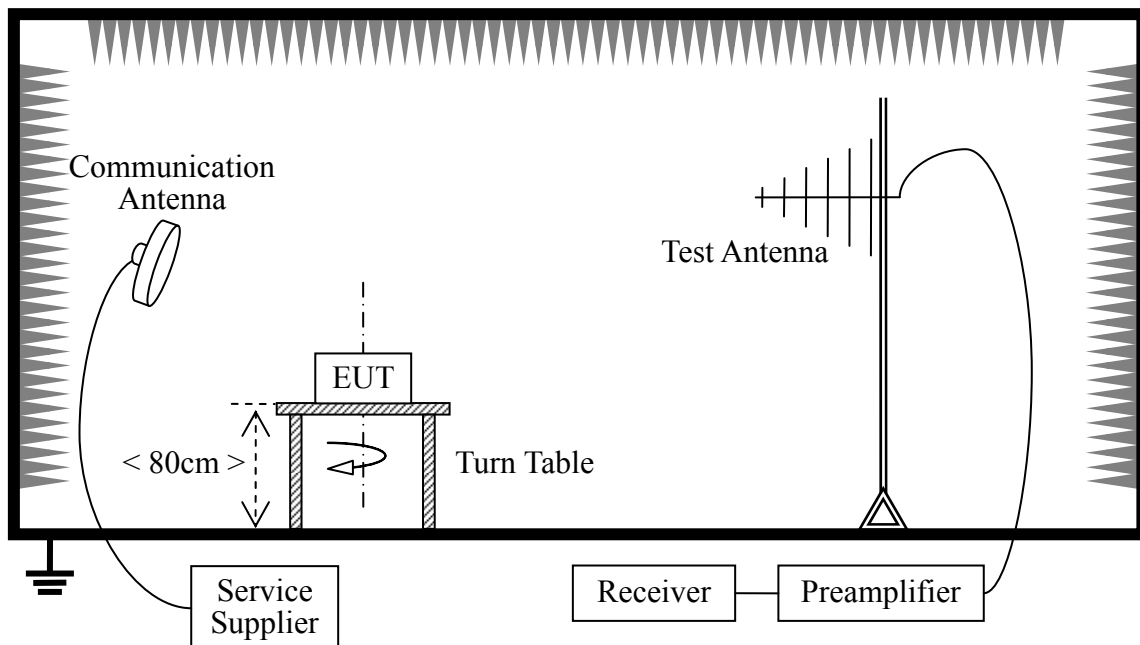 Communication
Antenna
Test Antenna
EUT
< 80cm >
Turn Table
Service
Supplier
Receiver
Preamplifier